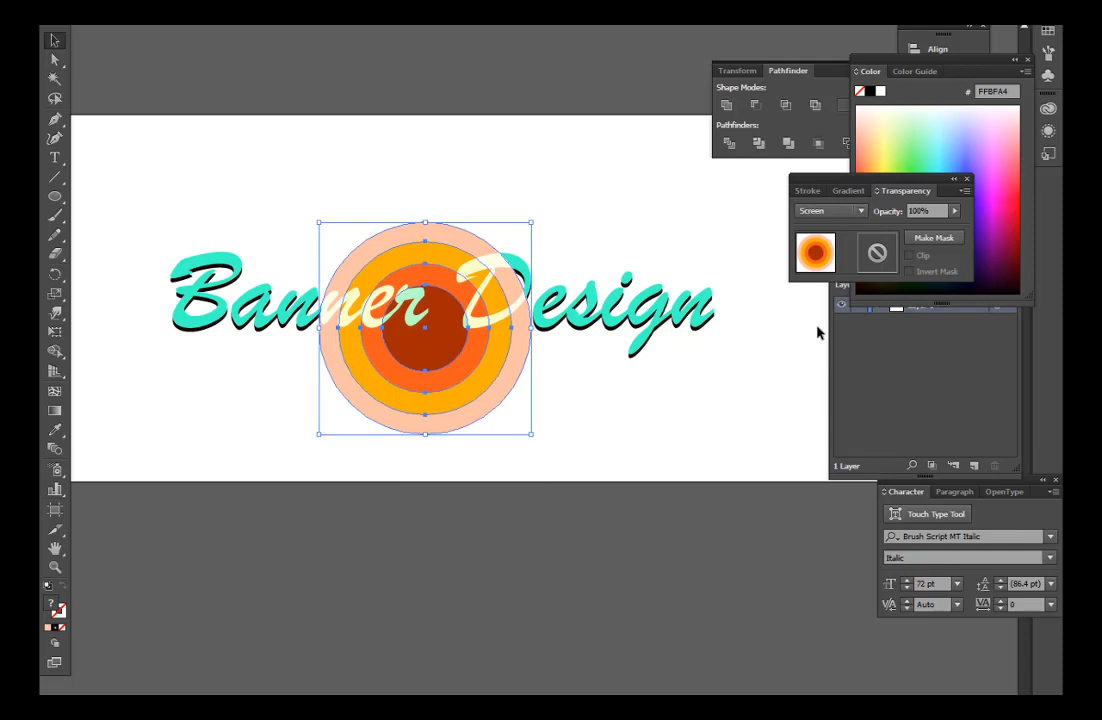 Align
Transform Pathfinder
Color Color Guide
Shape Modes:
# FFBFA4
Pathfinders:
Stroke Gradient Transparency
Screen Opacity: 100%
Make Mask
Clip
Invert Mask
Banner Design
1 Layer
Character Paragraph OpenType
Touch Type Tool
Brush Script MT Italic
Italic
72 pt (86.4 pt)
Auto 0